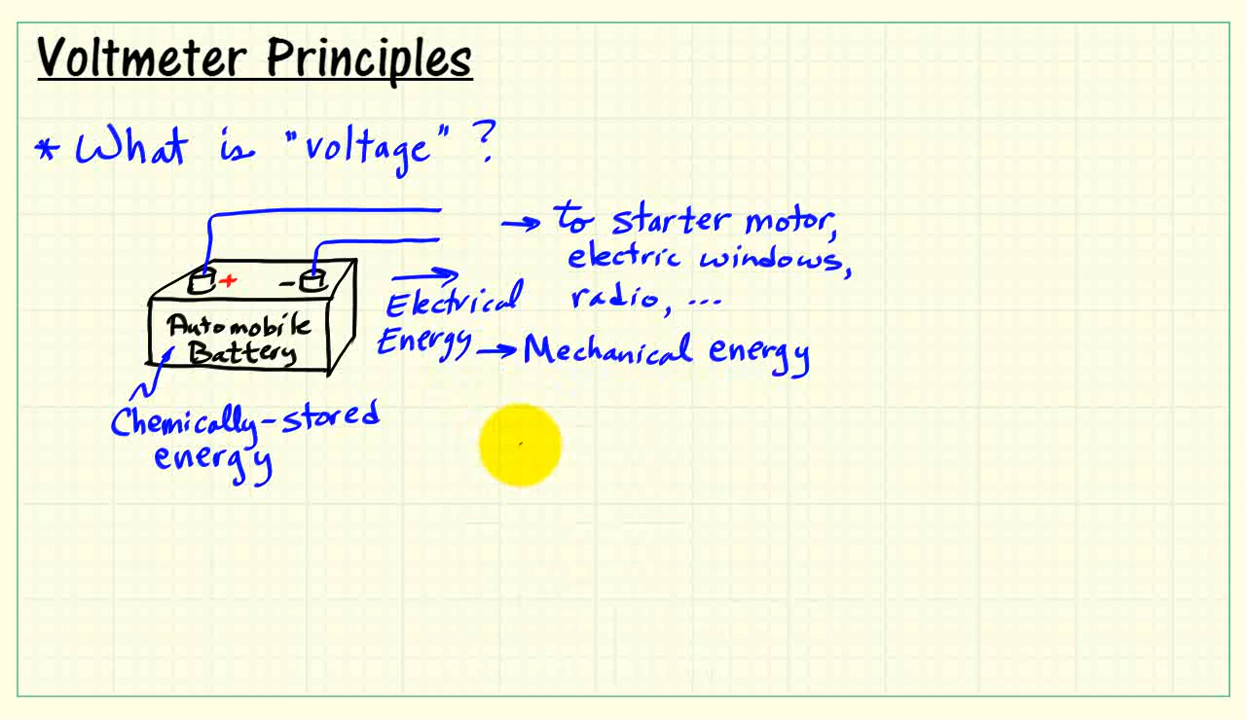 Voltmeter Principles
* What is "voltage" ?
→ to starter motor,
electric windows,
radio, ...
+ -
Automobile
Battery
→
Electrical
Energy → Mechanical energy
Chemically-stored
energy